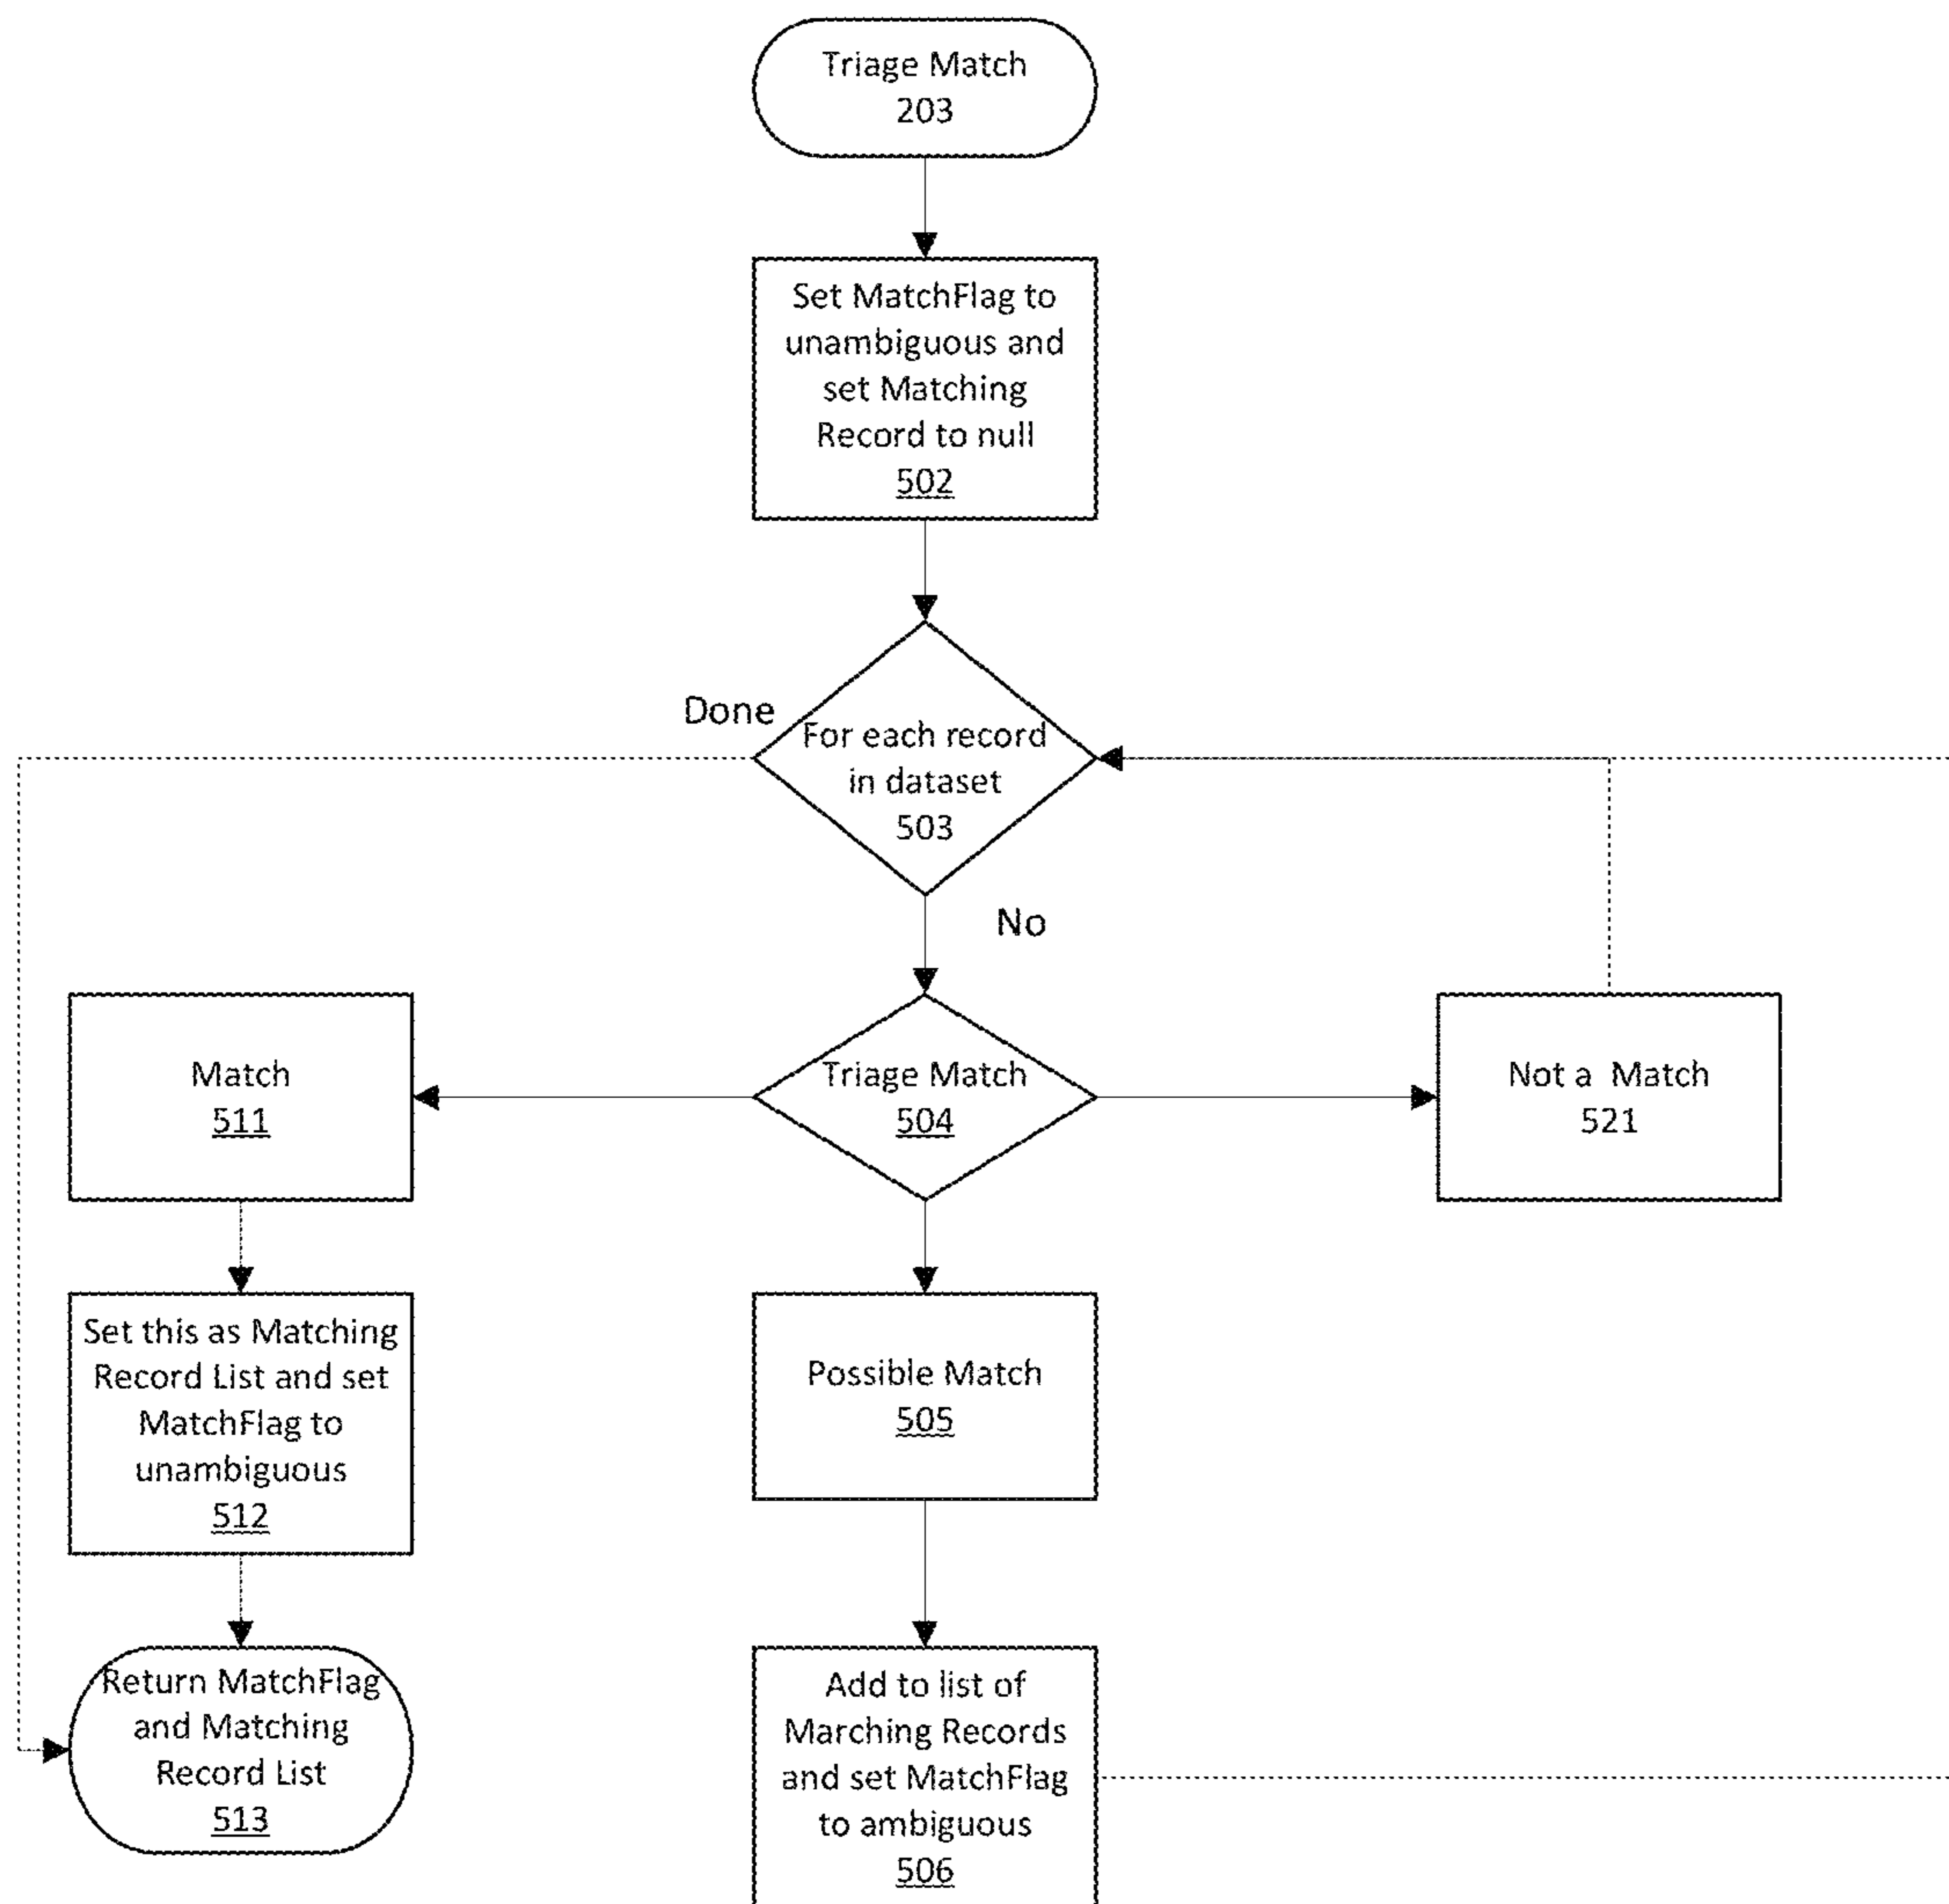 Triage Match
203
Set MatchFlag to
unambiguous and
set Matching
Record to null
502
Done
For each record
in dataset
503
No
Match
511
Triage Match
504
Not a Match
521
Set this as Matching
Record List and set
MatchFlag to
unambiguous
512
Possible Match
505
Return MatchFlag
and Matching
Record List
513
Add to list of
Marching Records
and set MatchFlag
to ambiguous
506